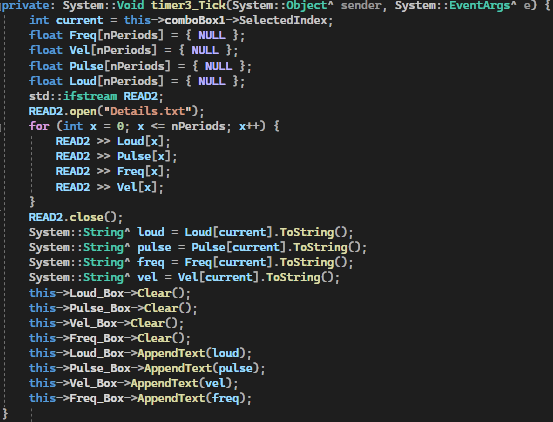 private: System::Void timer3_Tick(System::Object^ sender, System::EventArgs^ e) {
    int current = this->comboBox1->SelectedIndex;
    float Freq[nPeriods] = { NULL };
    float Vel[nPeriods] = { NULL };
    float Pulse[nPeriods] = { NULL };
    float Loud[nPeriods] = { NULL };
    std::ifstream READ2;
    READ2.open("Details.txt");
    for (int x = 0; x <= nPeriods; x++) {
        READ2 >> Loud[x];
        READ2 >> Pulse[x];
        READ2 >> Freq[x];
        READ2 >> Vel[x];
    }
    READ2.close();
    System::String^ loud = Loud[current].ToString();
    System::String^ pulse = Pulse[current].ToString();
    System::String^ freq = Freq[current].ToString();
    System::String^ vel = Vel[current].ToString();
    this->Loud_Box->Clear();
    this->Pulse_Box->Clear();
    this->Vel_Box->Clear();
    this->Freq_Box->Clear();
    this->Loud_Box->AppendText(loud);
    this->Pulse_Box->AppendText(pulse);
    this->Vel_Box->AppendText(vel);
    this->Freq_Box->AppendText(freq);
}